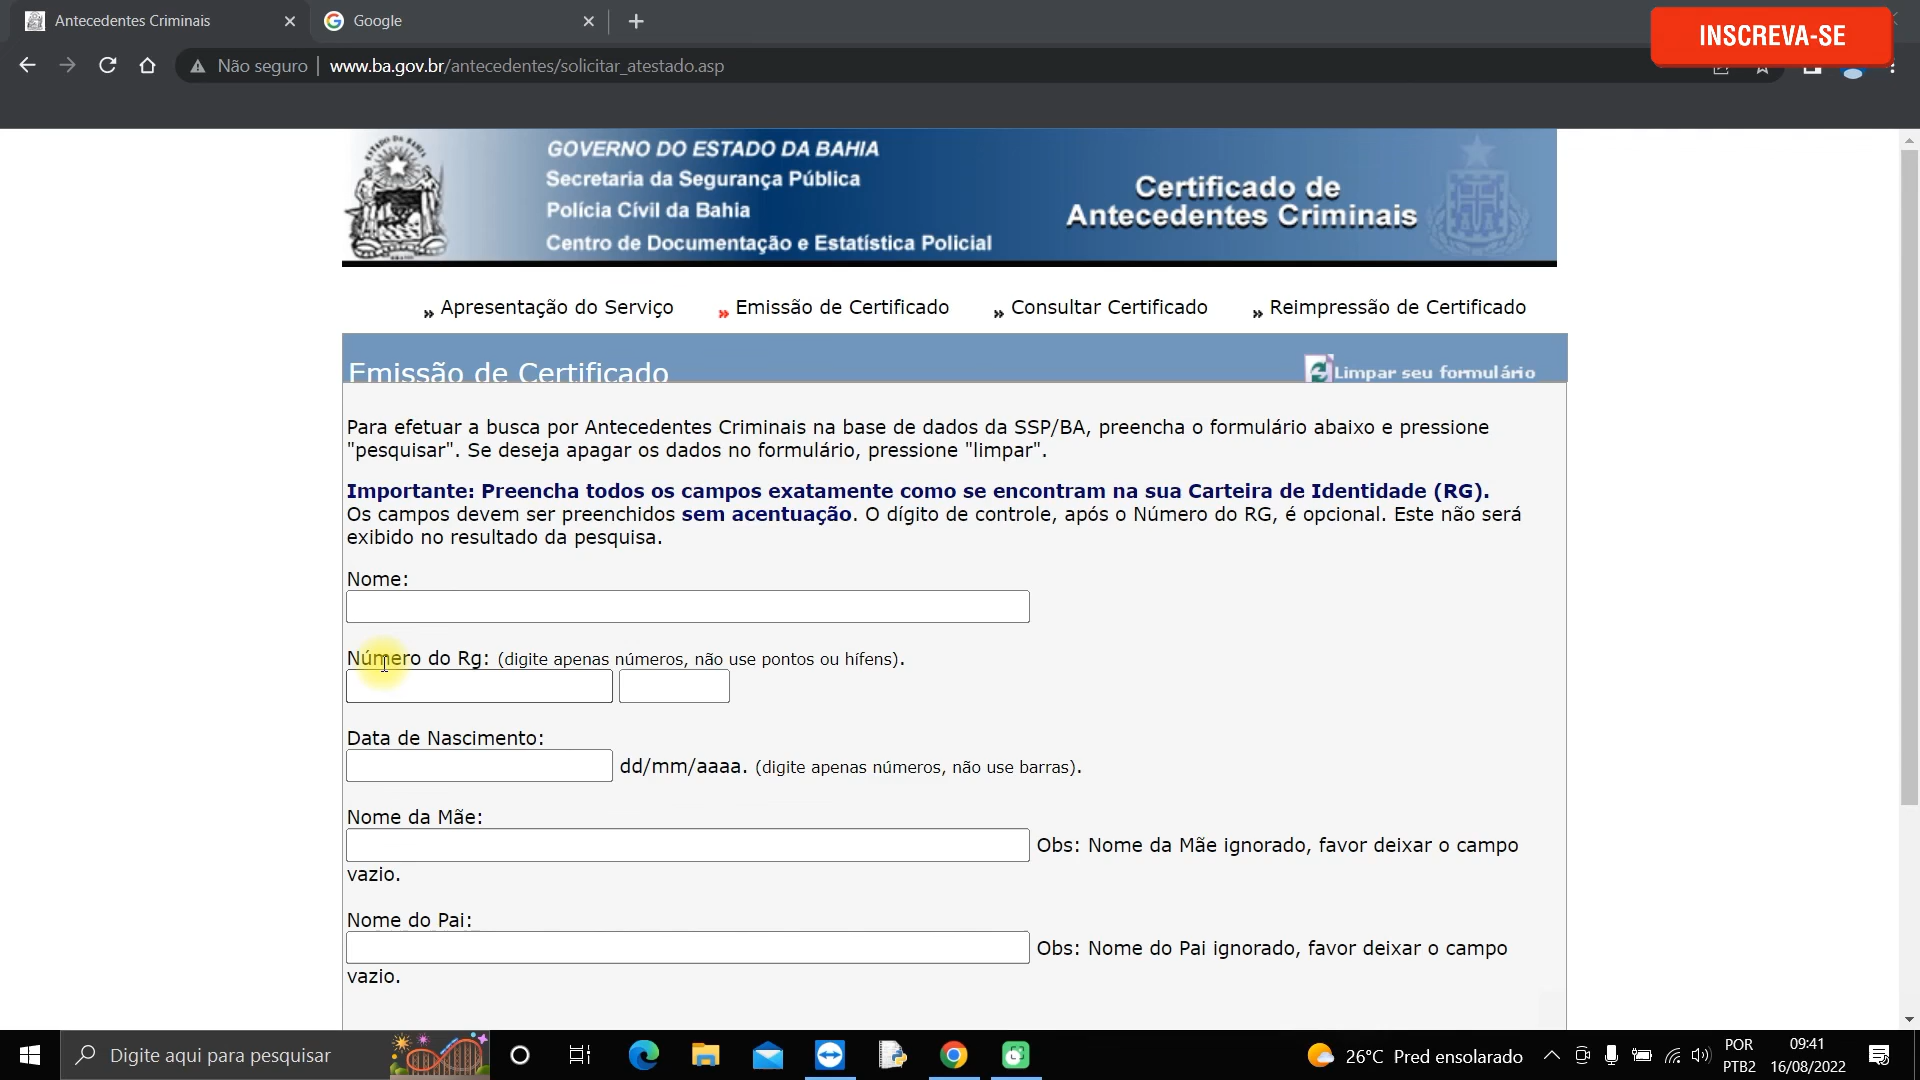 Antecedentes Criminais
Google
INSCREVA-SE
Não seguro | www.ba.gov.br/antecedentes/solicitar_atestado.asp
GOVERNO DO ESTADO DA BAHIA
Secretaria da Segurança Pública
Polícia Cívil da Bahia
Centro de Documentação e Estatística Policial
Certificado de
Antecedentes Criminais
» Apresentação do Serviço
» Emissão de Certificado
» Consultar Certificado
» Reimpressão de Certificado
Emissão de Certificado
Limpar seu formulário
Para efetuar a busca por Antecedentes Criminais na base de dados da SSP/BA, preencha o formulário abaixo e pressione
"pesquisar". Se deseja apagar os dados no formulário, pressione "limpar".
Importante: Preencha todos os campos exatamente como se encontram na sua Carteira de Identidade (RG).
Os campos devem ser preenchidos sem acentuação. O dígito de controle, após o Número do RG, é opcional. Este não será
exibido no resultado da pesquisa.
Nome:
Número do Rg: (digite apenas números, não use pontos ou hífens).
Data de Nascimento:
dd/mm/aaaa. (digite apenas números, não use barras).
Nome da Mãe:
Obs: Nome da Mãe ignorado, favor deixar o campo
vazio.
Nome do Pai:
Obs: Nome do Pai ignorado, favor deixar o campo
vazio.
Digite aqui para pesquisar
26°C Pred ensolarado
POR
PTB2
09:41
16/08/2022